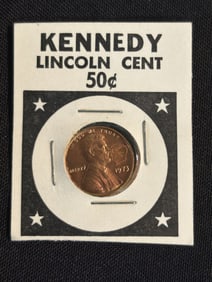 KENNEDY
LINCOLN CENT
50¢
LIBERTY
1973